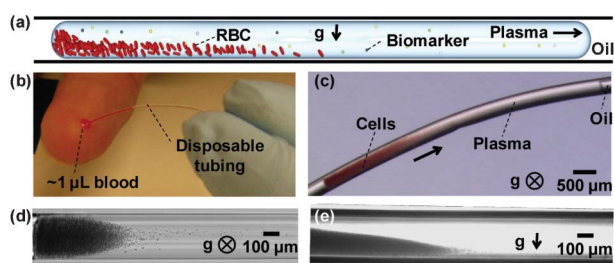 (a)
RBC
g
Biomarker
Plasma
Oil
(b)
Disposable
tubing
~1 µL blood
(c)
Cells
Plasma
Oil
g
500 µm
(d)
g
100 µm
(e)
g
100 µm